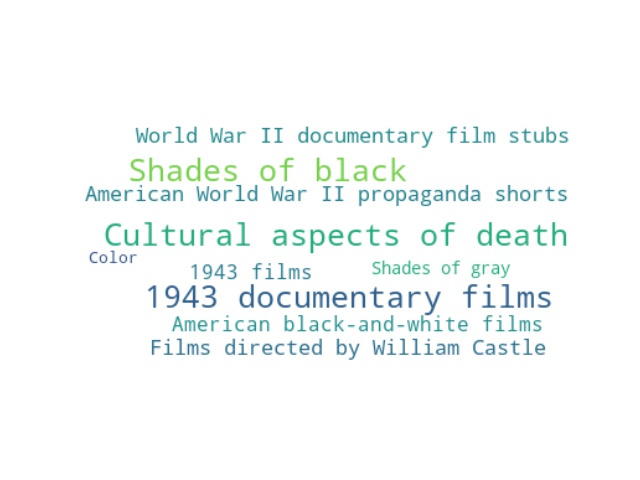 World War II documentary film stubs
Shades of black
American World War II propaganda shorts
Cultural aspects of death
Color
1943 films
Shades of gray
1943 documentary films
American black-and-white films
Films directed by William Castle